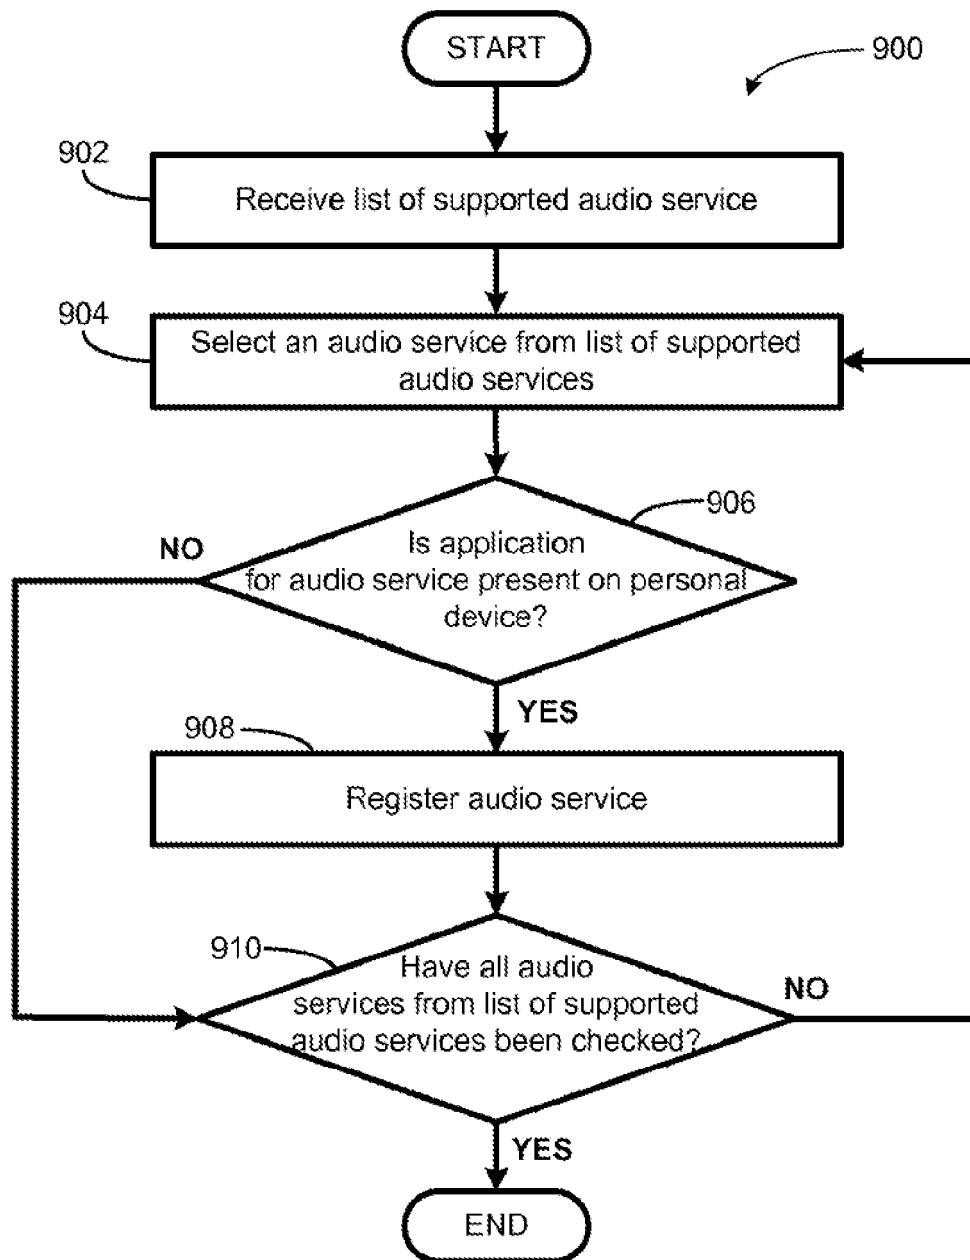 START
900
902
Receive list of supported audio service
904
Select an audio service from list of supported
audio services
906
NO
Is application
for audio service present on personal
device?
YES
908
Register audio service
910
Have all audio
services from list of supported
audio services been checked?
NO
YES
END